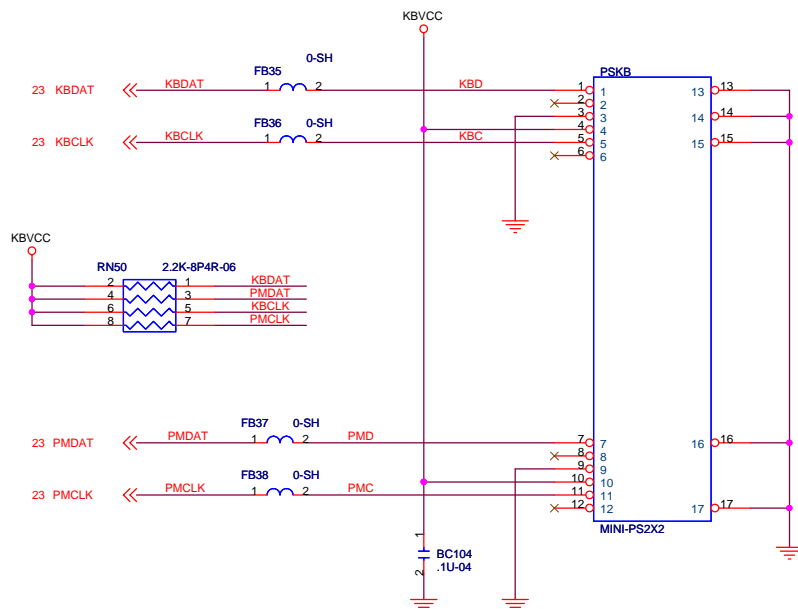 KBVCC
0-SH
FB35
PSKB
23 KBDAT
KBDAT
1
2
KBD
1
1
13
13
2
2
3
3
14
14
0-SH
FB36
4
4
23 KBCLK
KBCLK
1
2
KBC
5
5
15
15
6
6
KBVCC
RN50
2.2K-8P4R-06
2
1
KBDAT
4
3
PMDAT
6
5
KBCLK
8
7
PMCLK
FB37
0-SH
23 PMDAT
PMDAT
1
2
PMD
7
7
16
16
8
8
9
9
FB38
0-SH
10
10
23 PMCLK
PMCLK
1
2
PMC
11
11
12
12
17
17
MINI-PS2X2
1
BC104
.1U-04
2